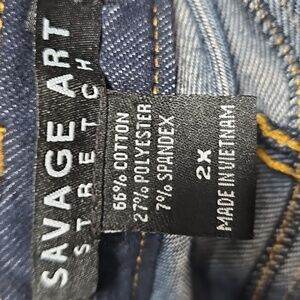 SAVAGE ART
STRETCH
66% COTTON
27% POLYESTER
7% SPANDEX
2X
MADE IN VIETNAM